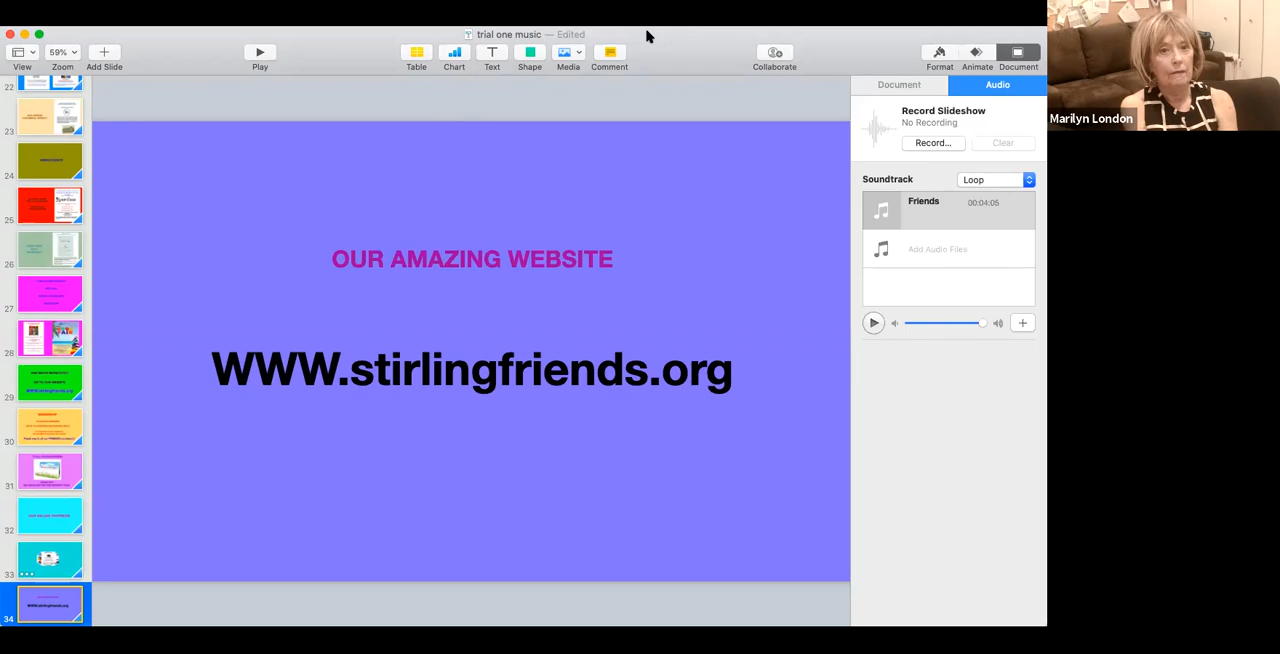 trial one music — Edited
59%
View
Zoom
Add Slide
Play
Table
Chart
Text
Shape
Media
Comment
Collaborate
Format
Animate
Document
Document
Audio
Record Slideshow
No Recording
Record...
Clear
Soundtrack
Loop
Friends
00:04:05
Add Audio Files
22
23
24
25
26
27
28
29
30
31
32
33
34
OUR AMAZING WEBSITE
WWW.stirlingfriends.org
Marilyn London